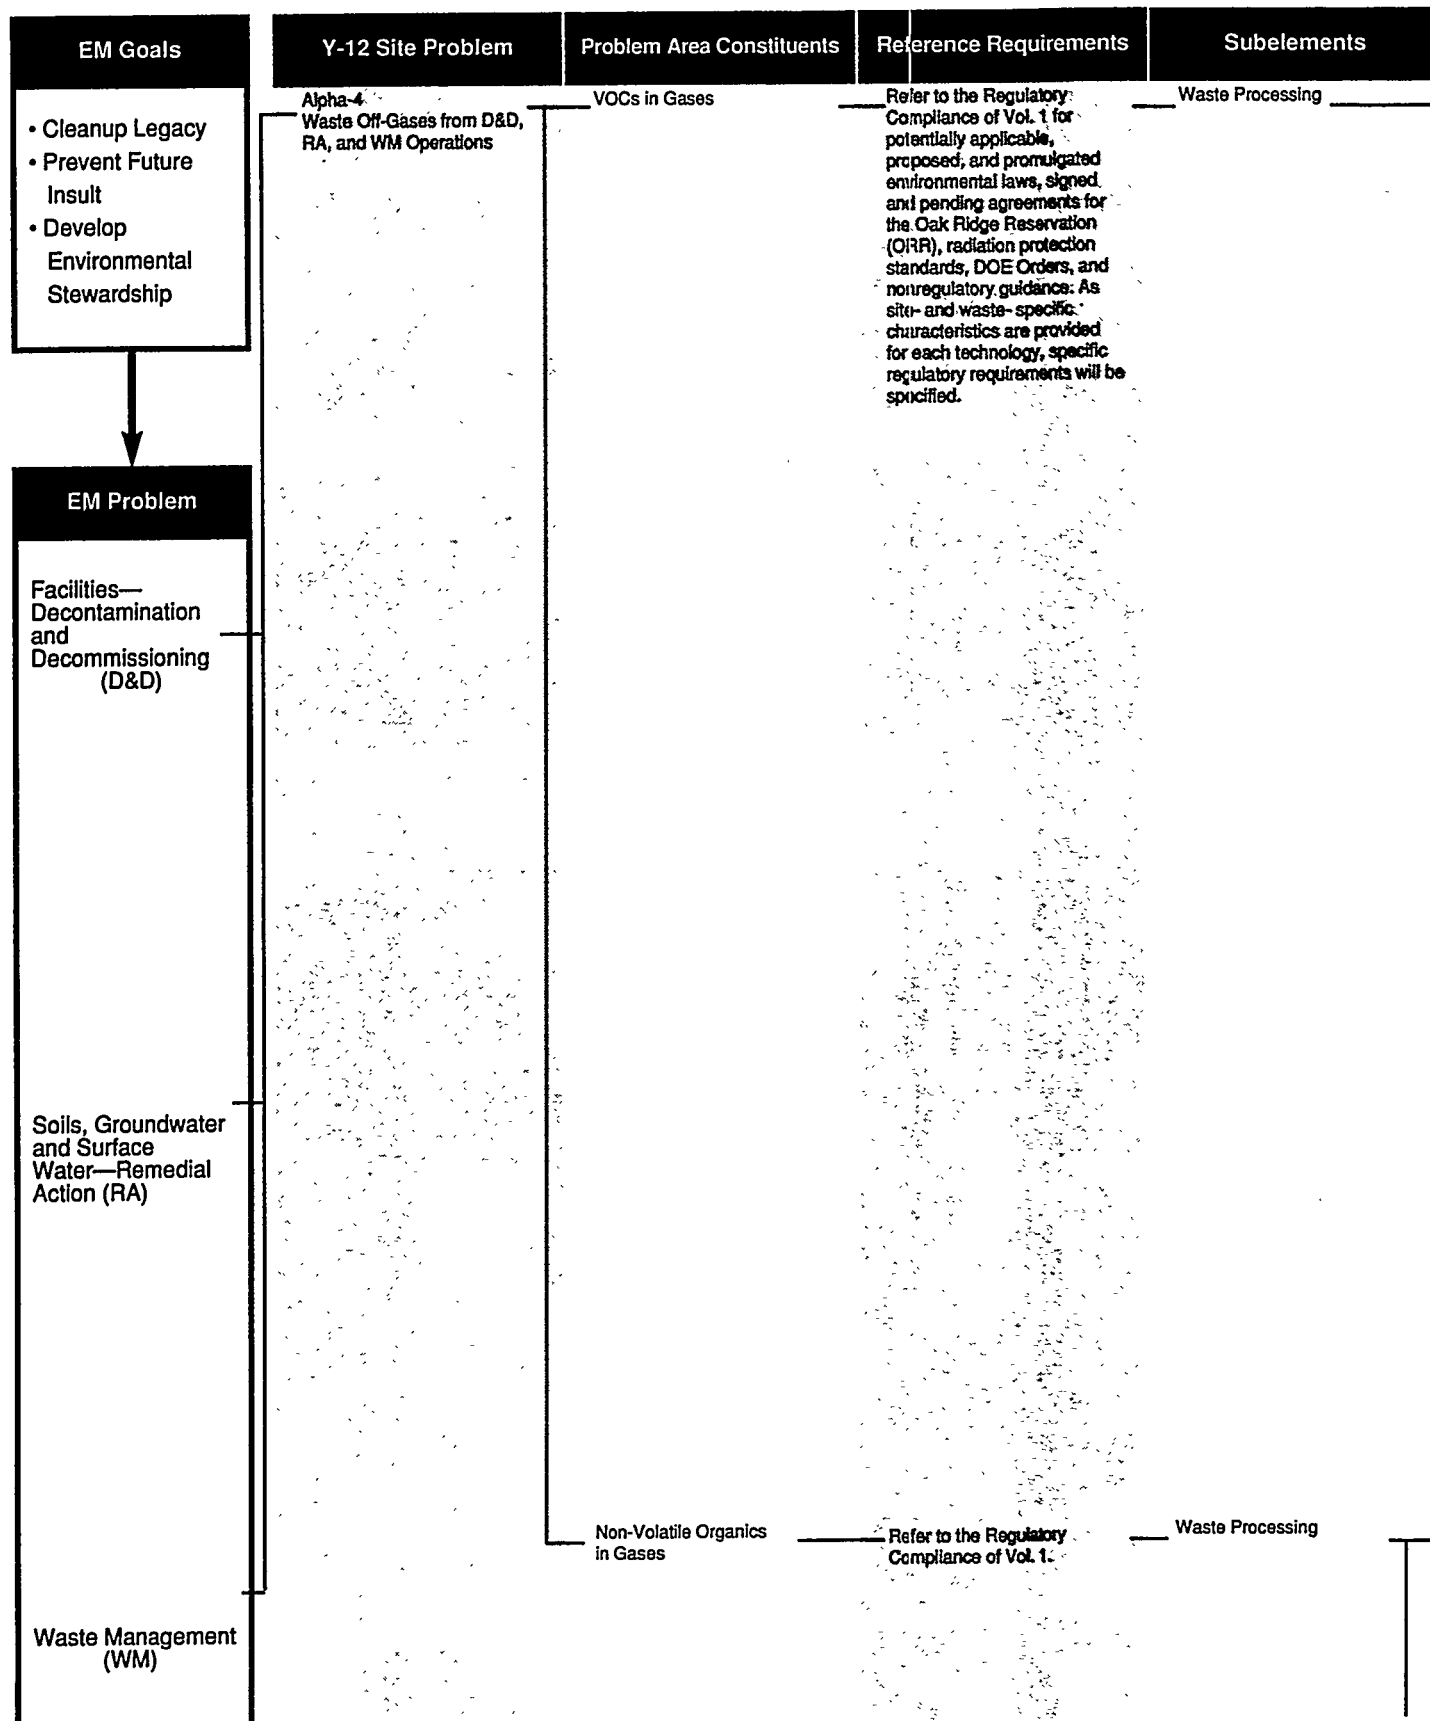 EM Goals
• Cleanup Legacy
• Prevent Future
Insult
• Develop
Environmental
Stewardship
EM Problem
Facilities—
Decontamination
and
Decommissioning
(D&D)
Soils, Groundwater
and Surface
Water—Remedial
Action (RA)
Waste Management
(WM)
Y-12 Site Problem
Alpha-4
Waste Off-Gases from D&D,
RA, and WM Operations
Problem Area Constituents
VOCs in Gases
Non-Volatile Organics
in Gases
Reference Requirements
Refer to the Regulatory
Compliance of Vol. 1 for
potentially applicable,
proposed, and promulgated
environmental laws, signed
and pending agreements for
the Oak Ridge Reservation
(ORR), radiation protection
standards, DOE Orders, and
nonregulatory guidance. As
site- and waste- specific
characteristics are provided
for each technology, specific
regulatory requirements will be
specified.
Refer to the Regulatory
Compliance of Vol. 1.
Subelements
Waste Processing
Waste Processing